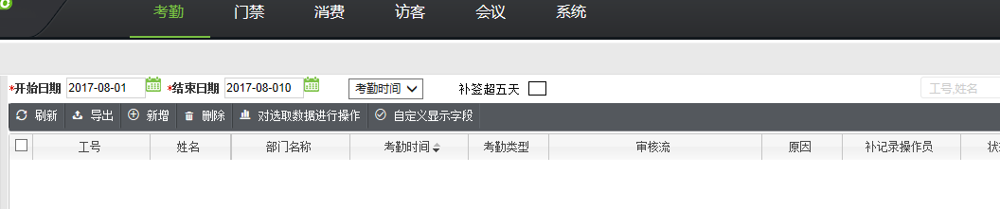 考勤 门禁 消费 访客 会议 系统
*开始日期 2017-08-01 *结束日期 2017-08-010 考勤时间 补签超五天 工号,姓名
刷新 导出 新增 删除 对选取数据进行操作 自定义显示字段
工号 姓名 部门名称 考勤时间 考勤类型 审核流 原因 补记录操作员